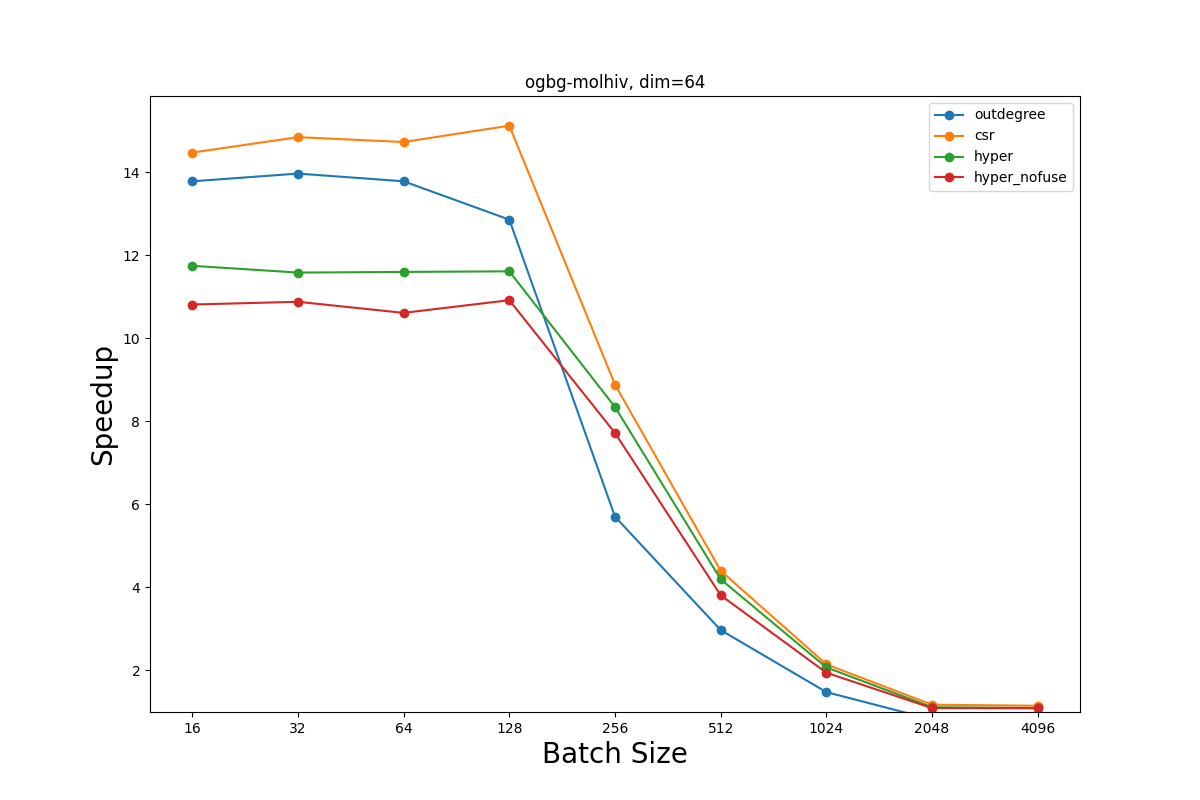 ogbg-molhiv, dim=64
outdegree
csr
hyper
hyper_nofuse
Speedup
14
12
10
8
6
4
2
16 32 64 128 256 512 1024 2048 4096
Batch Size